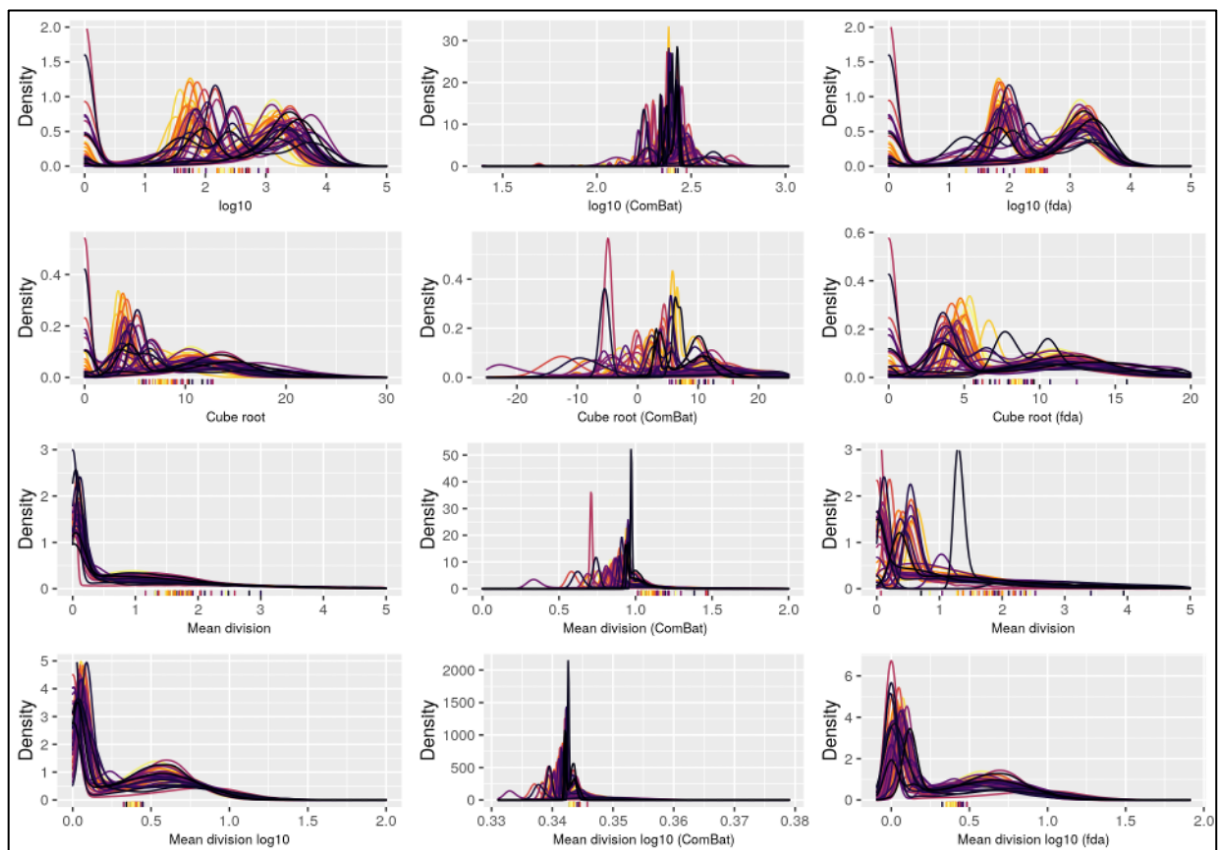 2.0
1.5
1.0
0.5
0.0
Density
0 1 2 3 4 5
log10
30
20
10
0
Density
1.5 2.0 2.5 3.0
log10 (ComBat)
2.0
1.5
1.0
0.5
0.0
Density
0 1 2 3 4 5
log10 (fda)
0.4
0.2
0.0
Density
0 10 20 30
Cube root
0.4
0.2
0.0
Density
-20 -10 0 10 20
Cube root (ComBat)
0.6
0.4
0.2
0.0
Density
0 5 10 15 20
Cube root (fda)
3
2
1
0
Density
0 1 2 3 4 5
Mean division
50
40
30
20
10
0
Density
0.0 0.5 1.0 1.5 2.0
Mean division (ComBat)
3
2
1
0
Density
0 1 2 3 4 5
Mean division
5
4
3
2
1
0
Density
0.0 0.5 1.0 1.5 2.0
Mean division log10
2000
1500
1000
500
0
Density
0.33 0.34 0.35 0.36 0.37 0.38
Mean division log10 (ComBat)
6
4
2
0
Density
0.0 0.5 1.0 1.5 2.0
Mean division log10 (fda)